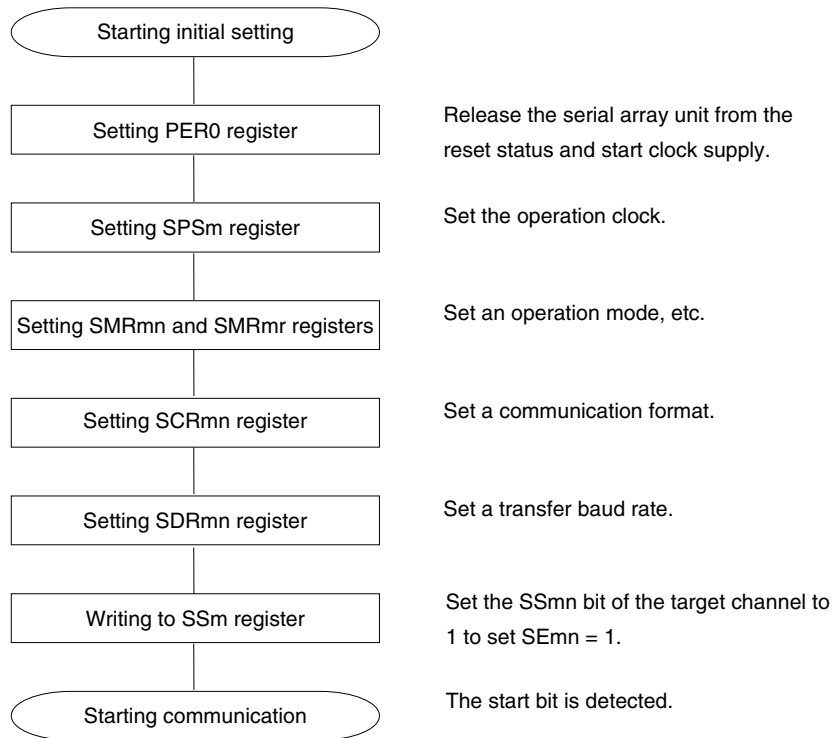 Starting initial setting
Setting PER0 register
Release the serial array unit from the
reset status and start clock supply.
Setting SPSm register
Set the operation clock.
Setting SMRmn and SMRmr registers
Set an operation mode, etc.
Setting SCRmn register
Set a communication format.
Setting SDRmn register
Set a transfer baud rate.
Writing to SSm register
Set the SSmn bit of the target channel to
1 to set SEmn = 1.
Starting communication
The start bit is detected.